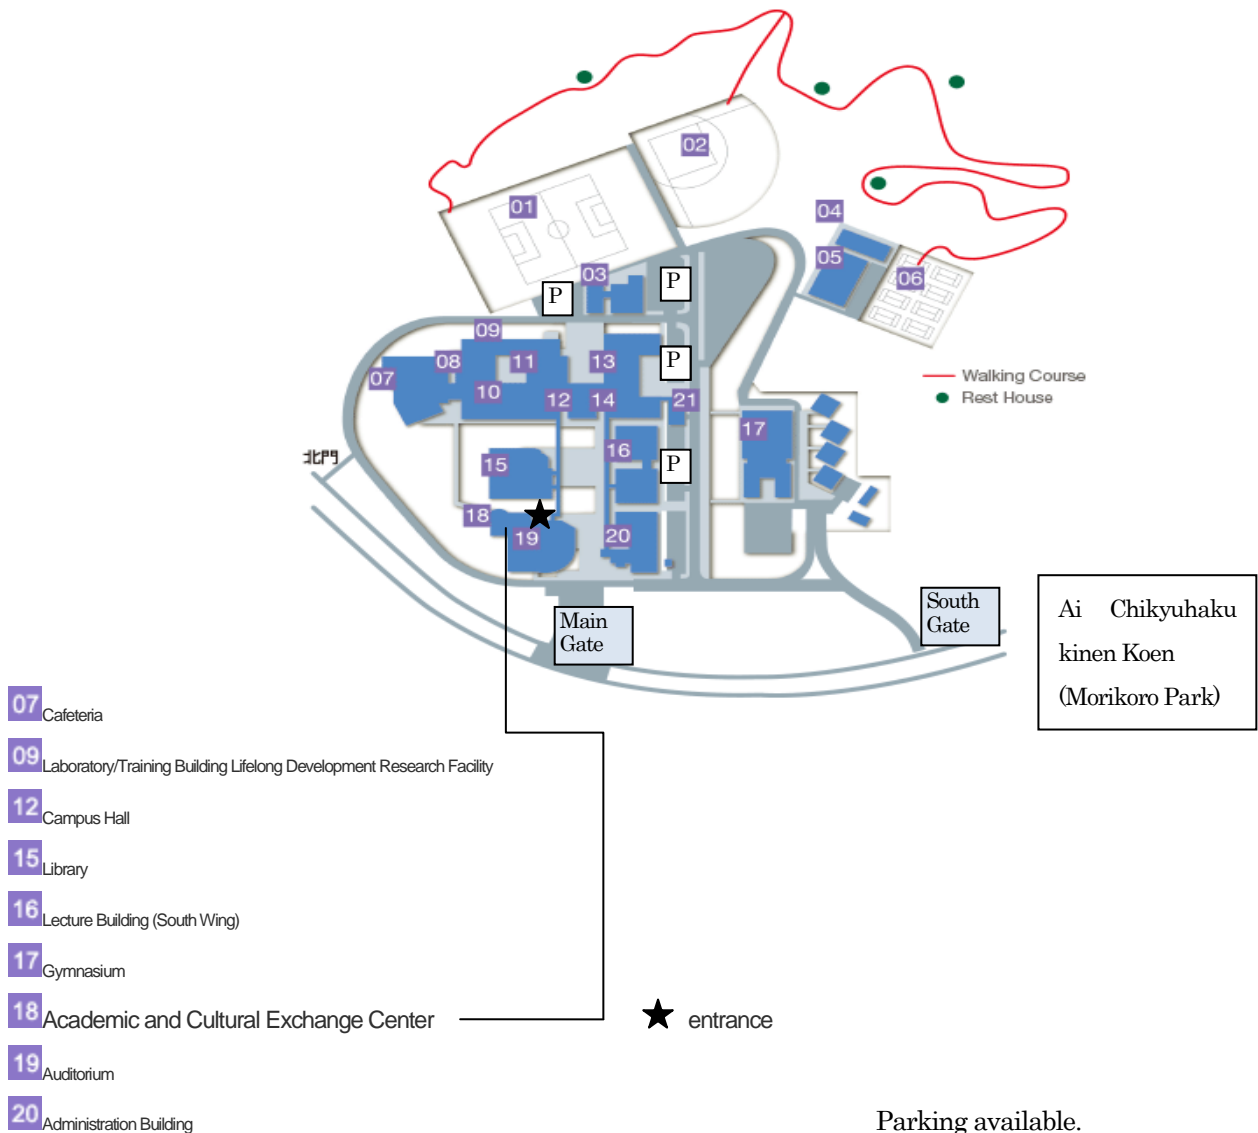 02
01
04
05
03
06
P
P
09
08
11
13
P
07
10
12
14
21
Walking Course
Rest House
17
16
北門
15
P
18
19
20
Main
Gate
South
Gate
Ai Chikyuhaku
kinen Koen
(Morikoro Park)
07 Cafeteria
09 Laboratory/Training Building Lifelong Development Research Facility
12 Campus Hall
15 Library
16 Lecture Building (South Wing)
17 Gymnasium
18 Academic and Cultural Exchange Center
entrance
19 Auditorium
20 Administration Building
Parking available.